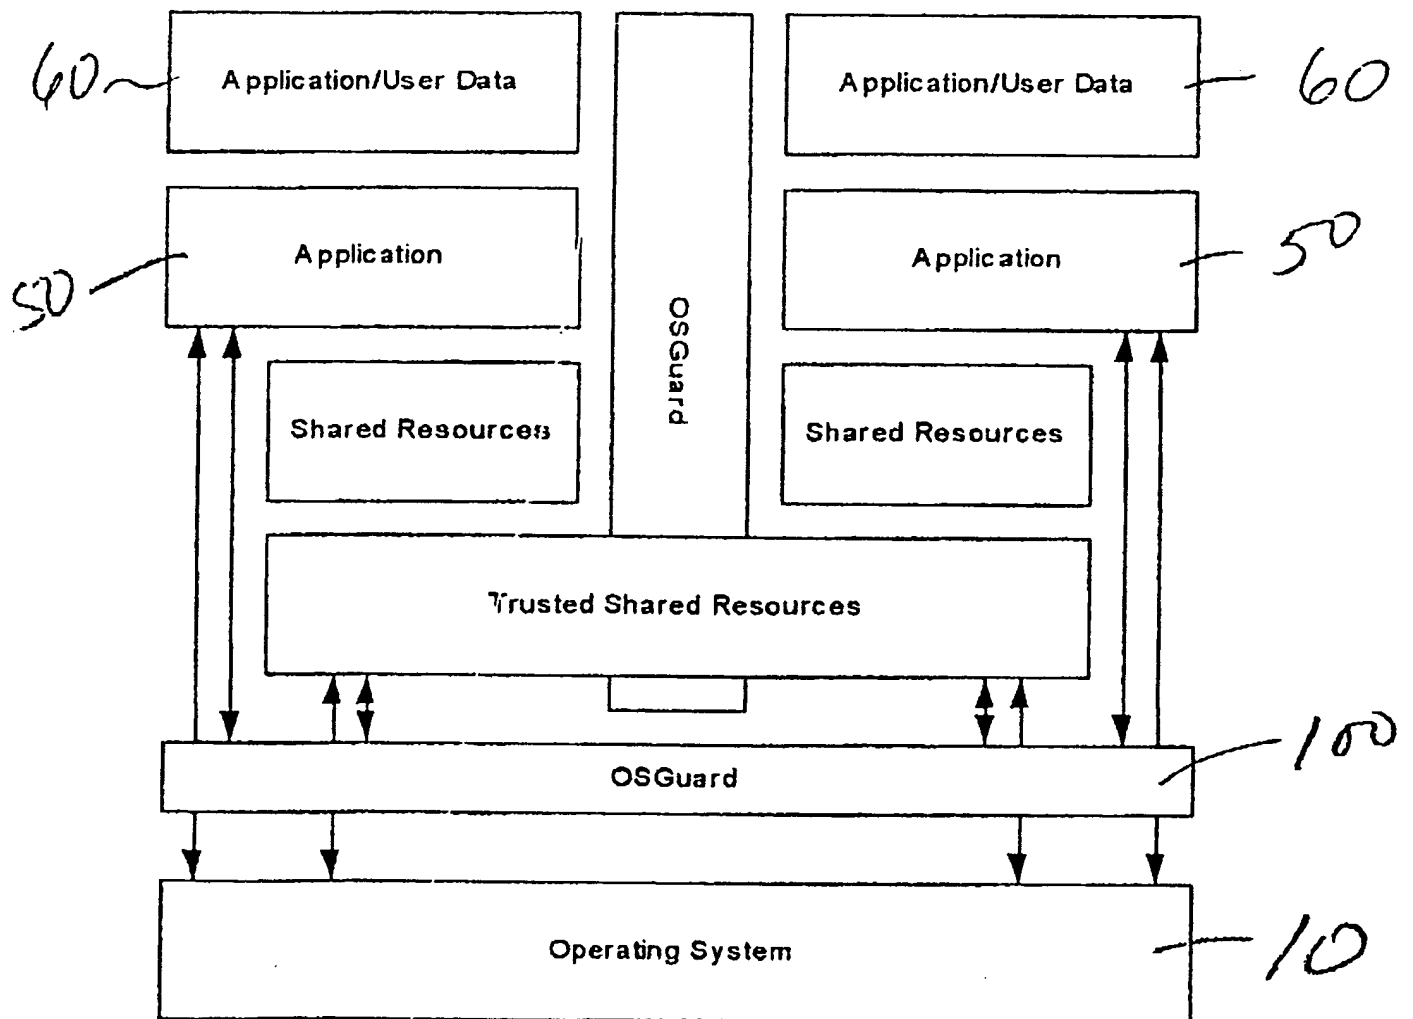 60
Application/User Data
Application/User Data
60
50
Application
Application
50
OSGuard
Shared Resources
Shared Resources
Trusted Shared Resources
OSGuard
100
Operating System
10